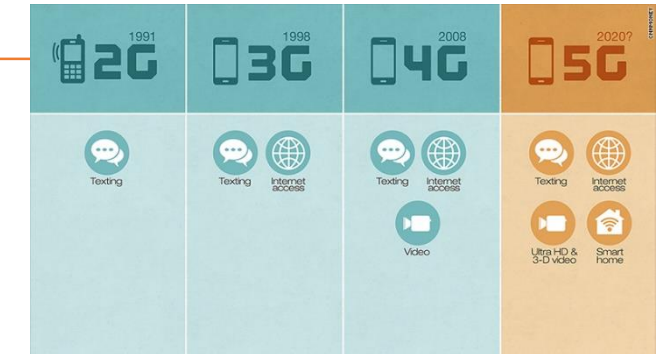 1991
2G
1998
3G
2008
4G
2020?
5G
CNNMONEY
Texting
Texting
Internet
access
Texting
Internet
access
Video
Texting
Internet
access
Ultra HD &
3-D video
Smart
home